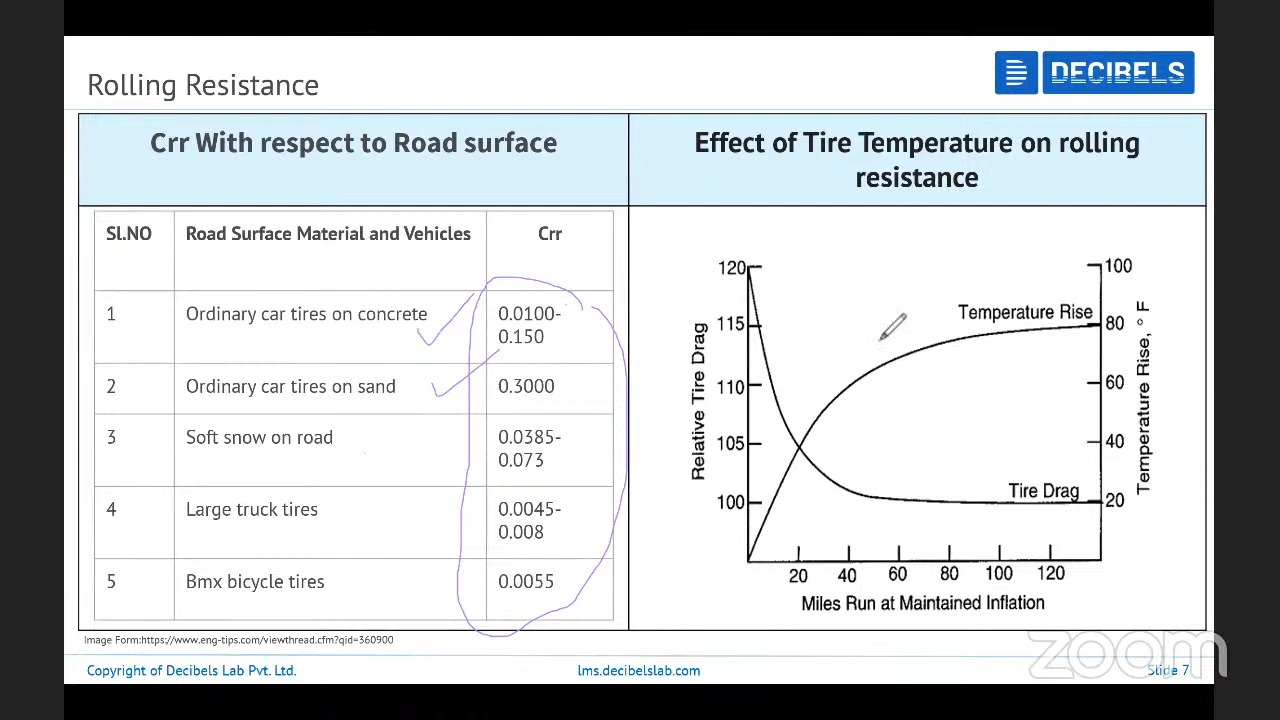 Rolling Resistance
DECIBELS
Crr With respect to Road surface
Effect of Tire Temperature on rolling
resistance
Sl.NO Road Surface Material and Vehicles Crr
1 Ordinary car tires on concrete 0.0100-
0.150
2 Ordinary car tires on sand 0.3000
3 Soft snow on road 0.0385-
0.073
4 Large truck tires 0.0045-
0.008
5 Bmx bicycle tires 0.0055
Relative Tire Drag
120
115
110
105
100
Temperature Rise
Tire Drag
100
80
60
40
20
Temperature Rise, ° F
20 40 60 80 100 120
Miles Run at Maintained Inflation
Image Form:https://www.eng-tips.com/viewthread.cfm?qid=360900
Copyright of Decibels Lab Pvt. Ltd. lms.decibelslab.com Slide 7
zoom